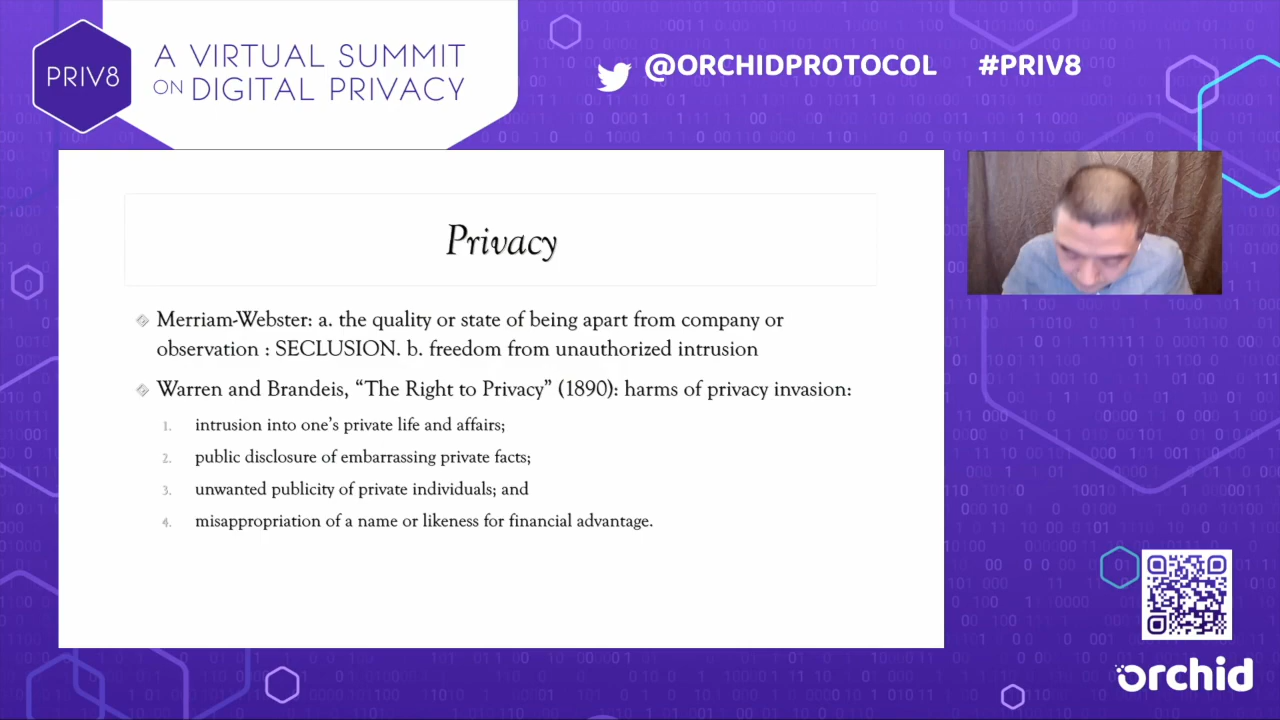 PRIV8
A VIRTUAL SUMMIT
ON DIGITAL PRIVACY
@ORCHIDPROTOCOL #PRIV8
Privacy
Merriam-Webster: a. the quality or state of being apart from company or
observation : SECLUSION. b. freedom from unauthorized intrusion
Warren and Brandeis, “The Right to Privacy” (1890): harms of privacy invasion:
1. intrusion into one’s private life and affairs;
2. public disclosure of embarrassing private facts;
3. unwanted publicity of private individuals; and
4. misappropriation of a name or likeness for financial advantage.
orchid